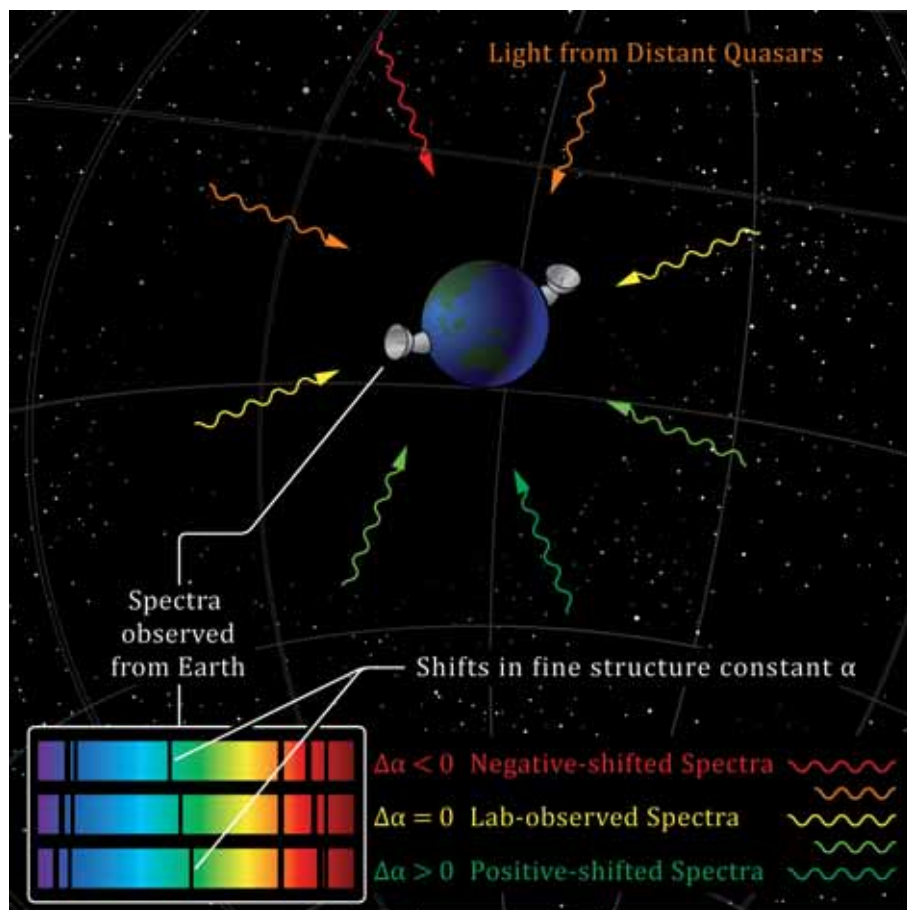 Light from Distant Quasars
Spectra
observed
from Earth
Shifts in fine structure constant α
Δα < 0 Negative-shifted Spectra
Δα = 0 Lab-observed Spectra
Δα > 0 Positive-shifted Spectra